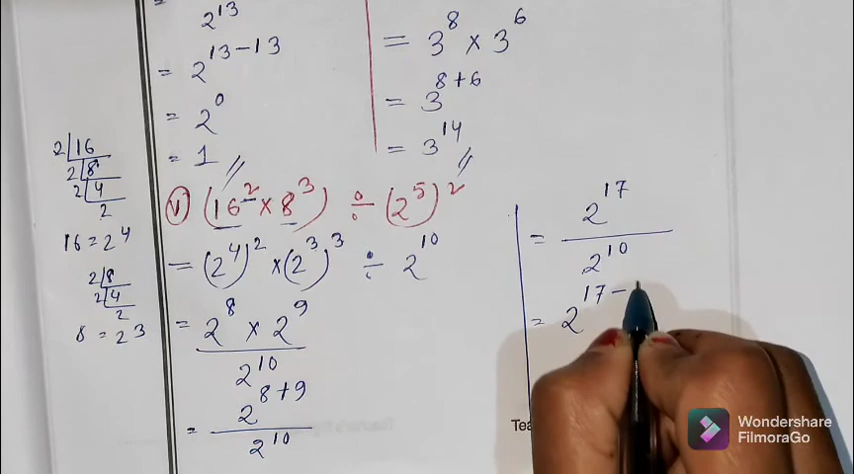 2^13
= 2^13-13
= 2^0
= 1 //
= 3^8 × 3^6
= 3^8+6
= 3^14 //
2|16
2|8
2|4
2
16 = 2^4
2|8
2|4
2
8 = 2^3
(v) (16^2 × 8^3) ÷ (2^5)^2
= (2^4)^2 × (2^3)^3 ÷ 2^10
= 2^8 × 2^9
2^10
= 2^8+9
2^10
= 2^17
2^10
= 2^17-
Wondershare
FilmoraGo